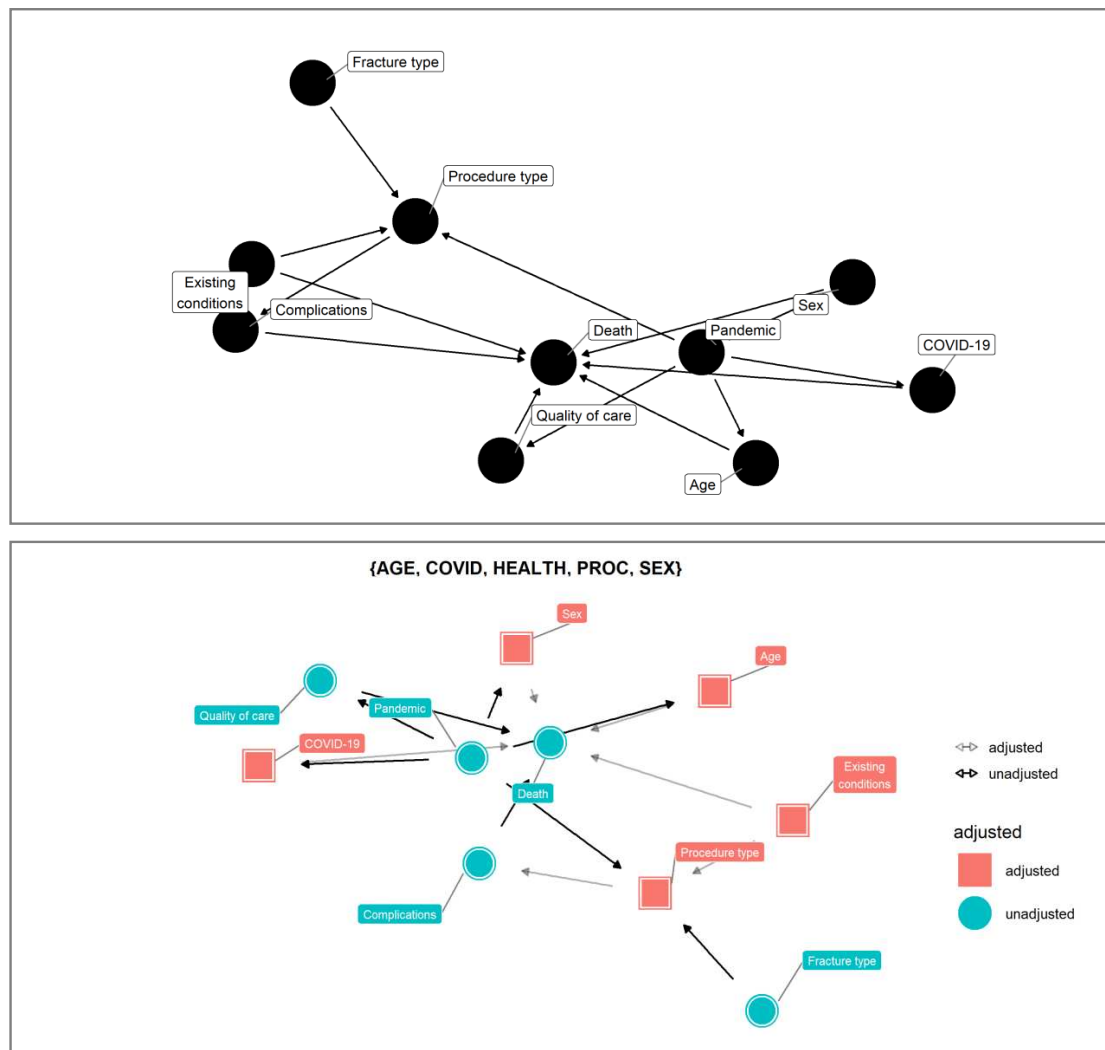 Fracture type
Procedure type
Existing
conditions
Complications
Sex
Death
Pandemic
COVID-19
Quality of care
Age
{AGE, COVID, HEALTH, PROC, SEX}
Sex
Age
Quality of care
Pandemic
COVID-19
adjusted
unadjusted
Existing
conditions
Death
adjusted
Procedure type
adjusted
Complications
unadjusted
Fracture type